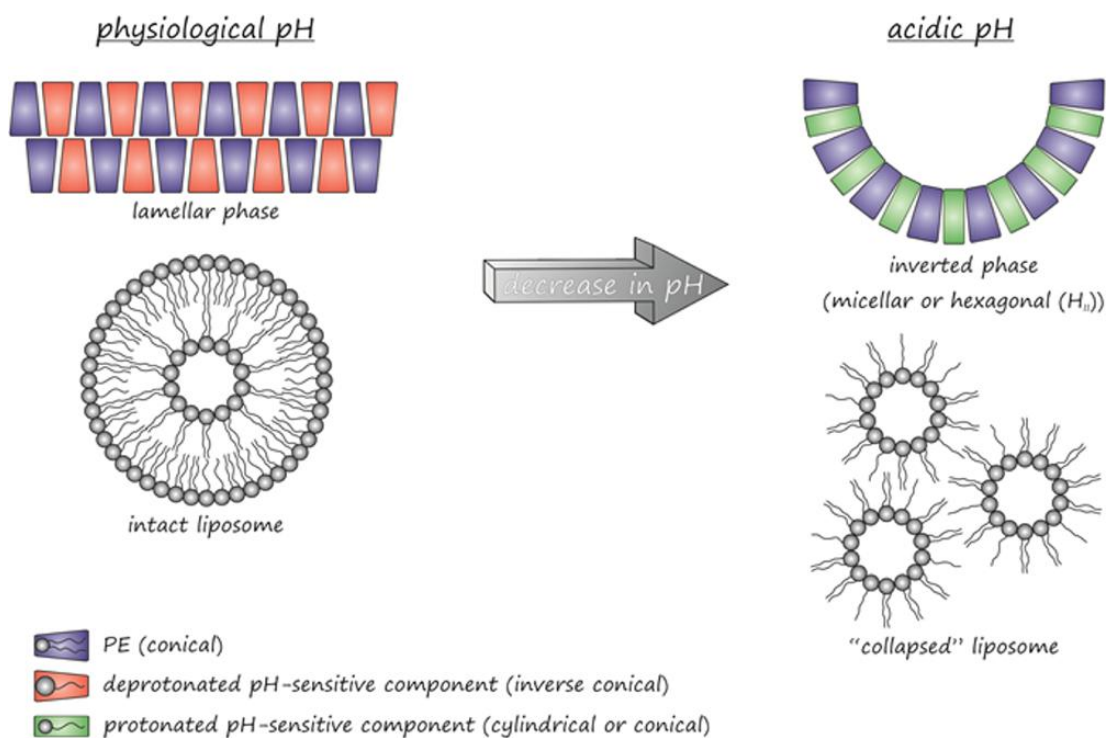 physiological pH
lamellar phase
intact liposome
decrease in pH
acidic pH
inverted phase
(micellar or hexagonal (H_II))
"collapsed" liposome
PE (conical)
deprotonated pH-sensitive component (inverse conical)
protonated pH-sensitive component (cylindrical or conical)